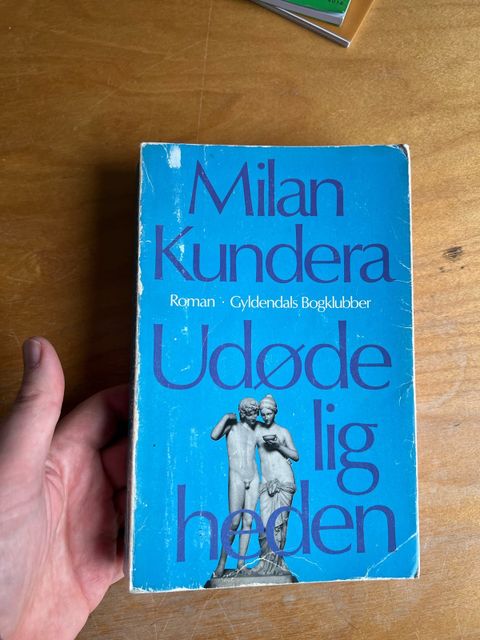 Milan
Kundera
Roman · Gyldendals Bogklubber
Udøde
lig
heden